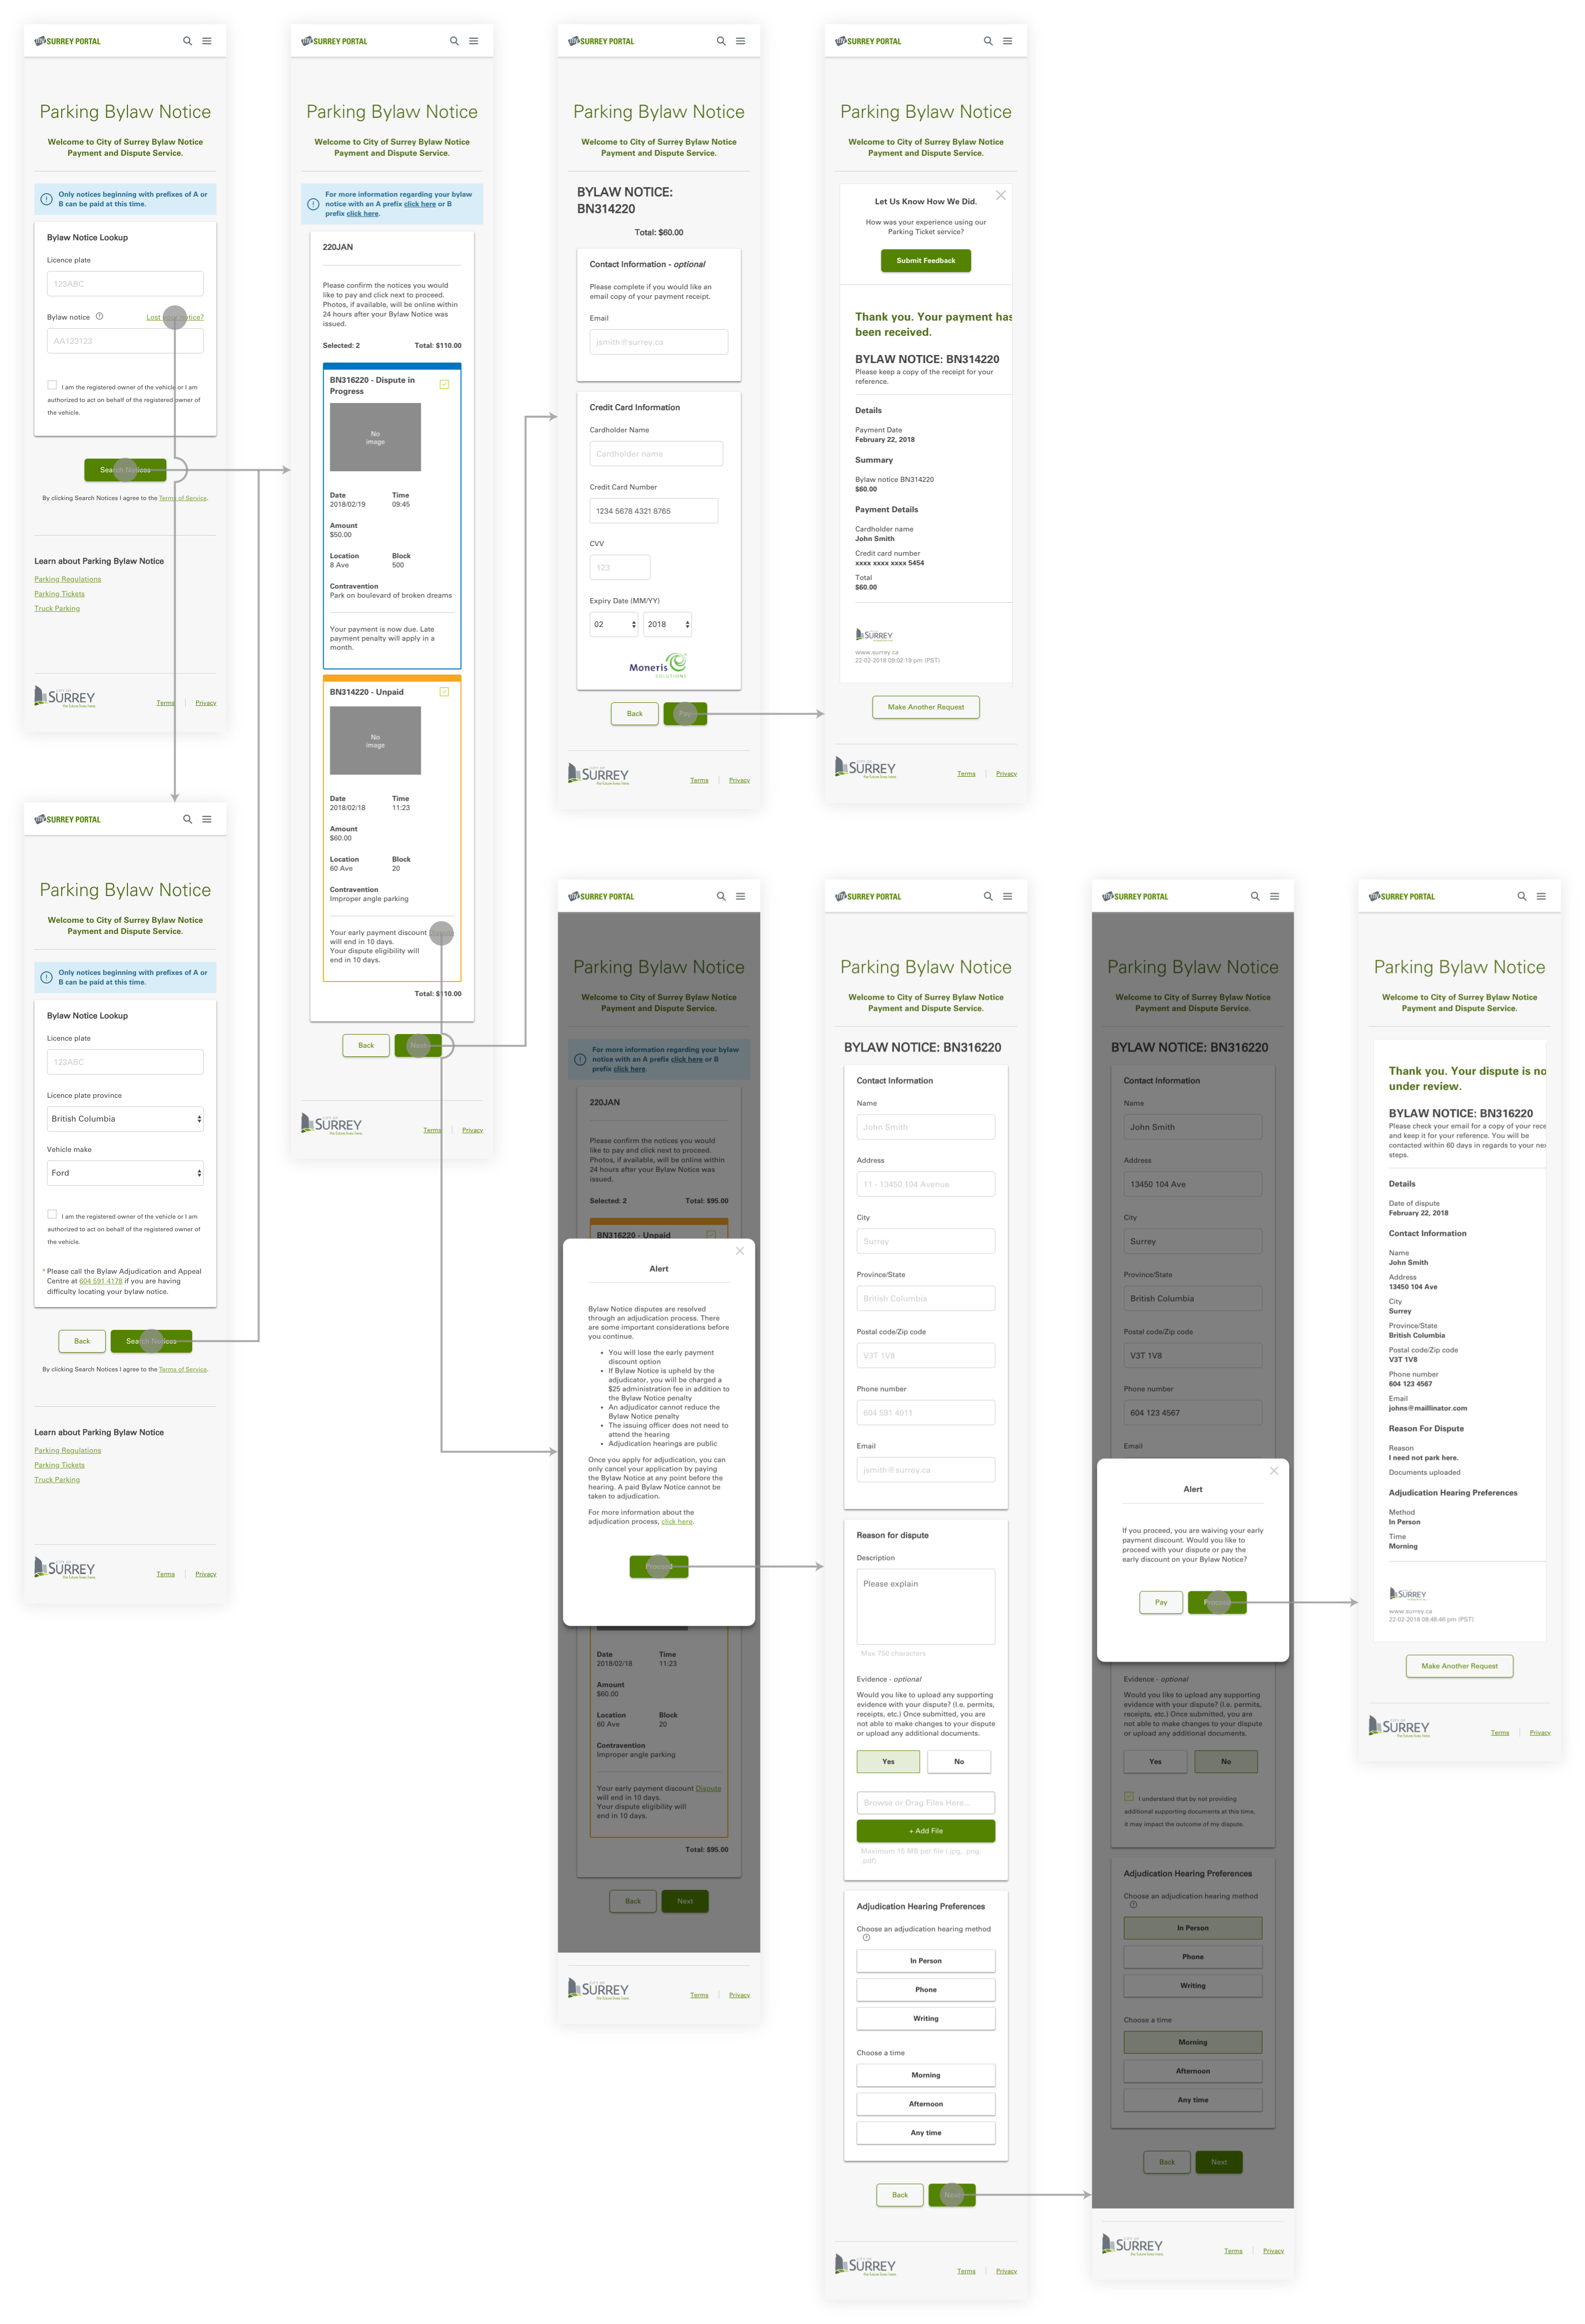 SURREY PORTAL
Parking Bylaw Notice
Welcome to City of Surrey Bylaw Notice
Payment and Dispute Service.
Only notices beginning with prefixes of A or
B can be paid at this time.
Bylaw Notice Lookup
Licence plate
123ABC
Bylaw notice
Lost your notice?
AA123123
I am the registered owner of the vehicle or I am
authorized to act on behalf of the registered owner of
the vehicle.
Search Notices
By clicking Search Notices I agree to the Terms of Service.
Learn about Parking Bylaw Notice
Parking Regulations
Parking Tickets
Truck Parking
CITY OF
SURREY
the future lives here.
Terms
Privacy
SURREY PORTAL
Parking Bylaw Notice
Welcome to City of Surrey Bylaw Notice
Payment and Dispute Service.
Only notices beginning with prefixes of A or
B can be paid at this time.
Bylaw Notice Lookup
Licence plate
123ABC
Licence plate province
British Columbia
Vehicle make
Ford
I am the registered owner of the vehicle or I am
authorized to act on behalf of the registered owner of
the vehicle.
* Please call the Bylaw Adjudication and Appeal
Centre at 604 591 4178 if you are having
difficulty locating your bylaw notice.
Back
Search Notices
By clicking Search Notices I agree to the Terms of Service.
Learn about Parking Bylaw Notice
Parking Regulations
Parking Tickets
Truck Parking
CITY OF
SURREY
the future lives here.
Terms
Privacy
SURREY PORTAL
Parking Bylaw Notice
Welcome to City of Surrey Bylaw Notice
Payment and Dispute Service.
For more information regarding your bylaw
notice with an A prefix click here or B
prefix click here.
220JAN
Please confirm the notices you would
like to pay and click next to proceed.
Photos, if available, will be online within
24 hours after your Bylaw Notice was
issued.
Selected: 2
Total: $110.00
BN316220 - Dispute in
Progress
No
image
Date
Time
2018/02/19
09:45
Amount
$50.00
Location
Block
8 Ave
500
Contravention
Park on boulevard of broken dreams
Your payment is now due. Late
payment penalty will apply in a
month.
BN314220 - Unpaid
No
image
Date
Time
2018/02/18
11:23
Amount
$60.00
Location
Block
60 Ave
20
Contravention
Improper angle parking
Your early payment discount Dispute
will end in 10 days.
Your dispute eligibility will
end in 10 days.
Total: $110.00
Back
Next
CITY OF
SURREY
the future lives here.
Terms
Privacy
SURREY PORTAL
Parking Bylaw Notice
Welcome to City of Surrey Bylaw Notice
Payment and Dispute Service.
BYLAW NOTICE:
BN314220
Total: $60.00
Contact Information - optional
Please complete if you would like an
email copy of your payment receipt.
Email
jsmith@surrey.ca
Credit Card Information
Cardholder Name
Cardholder name
Credit Card Number
1234 5678 4321 8765
CVV
123
Expiry Date (MM/YY)
02
2018
Moneris
SOLUTIONS
Back
Pay
CITY OF
SURREY
the future lives here.
Terms
Privacy
SURREY PORTAL
Parking Bylaw Notice
Welcome to City of Surrey Bylaw Notice
Payment and Dispute Service.
Let Us Know How We Did.
How was your experience using our
Parking Ticket service?
Submit Feedback
Thank you. Your payment has
been received.
BYLAW NOTICE: BN314220
Please keep a copy of the receipt for your
reference.
Details
Payment Date
February 22, 2018
Summary
Bylaw notice BN314220
$60.00
Payment Details
Cardholder name
John Smith
Credit card number
xxxx xxxx xxxx 5454
Total
$60.00
SURREY
www.surrey.ca
22-02-2018 09:02:18 pm (PST)
Make Another Request
CITY OF
SURREY
the future lives here.
Terms
Privacy
SURREY PORTAL
Parking Bylaw Notice
Welcome to City of Surrey Bylaw Notice
Payment and Dispute Service.
For more information regarding your bylaw
notice with an A prefix click here or B
prefix click here.
220JAN
Please confirm the notices you would
like to pay and click next to proceed.
Photos, if available, will be online within
24 hours after your Bylaw Notice was
issued.
Selected: 2
Total: $95.00
BN316220 - Unpaid
Alert
Bylaw Notice disputes are resolved
through an adjudication process. There
are some important considerations before
you continue.
• You will lose the early payment
discount option
• If Bylaw Notice is upheld by the
adjudicator, you will be charged a
$25 administration fee in addition to
the Bylaw Notice penalty
• An adjudicator cannot reduce the
Bylaw Notice penalty
• The issuing officer does not need to
attend the hearing
• Adjudication hearings are public
Once you apply for adjudication, you can
only cancel your application by paying
the Bylaw Notice at any point before the
hearing. A paid Bylaw Notice cannot be
taken to adjudication.
For more information about the
adjudication process, click here.
Proceed
Date
Time
2018/02/18
11:23
Amount
$60.00
Location
Block
60 Ave
20
Contravention
Improper angle parking
Your early payment discount Dispute
will end in 10 days.
Your dispute eligibility will
end in 10 days.
Total: $95.00
Back
Next
CITY OF
SURREY
the future lives here.
Terms
Privacy
SURREY PORTAL
Parking Bylaw Notice
Welcome to City of Surrey Bylaw Notice
Payment and Dispute Service.
BYLAW NOTICE: BN316220
Contact Information
Name
John Smith
Address
11 - 13450 104 Avenue
City
Surrey
Province/State
British Columbia
Postal code/Zip code
V3T 1V8
Phone number
604 591 4011
Email
jsmith@surrey.ca
Reason for dispute
Description
Please explain
Max 750 characters
Evidence - optional
Would you like to upload any supporting
evidence with your dispute? (I.e. permits,
receipts, etc.) Once submitted, you are
not able to make changes to your dispute
or upload any additional documents.
Yes
No
Browse or Drag Files Here...
+ Add File
Maximum 15 MB per file (.jpg, .png,
.pdf)
Adjudication Hearing Preferences
Choose an adjudication hearing method
In Person
Phone
Writing
Choose a time
Morning
Afternoon
Any time
Back
Next
CITY OF
SURREY
the future lives here.
Terms
Privacy
SURREY PORTAL
Parking Bylaw Notice
Welcome to City of Surrey Bylaw Notice
Payment and Dispute Service.
BYLAW NOTICE: BN316220
Contact Information
Name
John Smith
Address
13450 104 Ave
City
Surrey
Province/State
British Columbia
Postal code/Zip code
V3T 1V8
Phone number
604 123 4567
Email
Alert
If you proceed, you are waiving your early
payment discount. Would you like to
proceed with your dispute or pay the
early discount on your Bylaw Notice?
Pay
Proceed
Evidence - optional
Would you like to upload any supporting
evidence with your dispute? (I.e. permits,
receipts, etc.) Once submitted, you are
not able to make changes to your dispute
or upload any additional documents.
Yes
No
I understand that by not providing
additional supporting documents at this time,
it may impact the outcome of my dispute.
Adjudication Hearing Preferences
Choose an adjudication hearing method
In Person
Phone
Writing
Choose a time
Morning
Afternoon
Any time
Back
Next
CITY OF
SURREY
the future lives here.
Terms
Privacy
SURREY PORTAL
Parking Bylaw Notice
Welcome to City of Surrey Bylaw Notice
Payment and Dispute Service.
Thank you. Your dispute is no
under review.
BYLAW NOTICE: BN316220
Please check your email for a copy of your rece
and keep it for your reference. You will be
contacted within 60 days in regards to your nex
steps.
Details
Date of dispute
February 22, 2018
Contact Information
Name
John Smith
Address
13450 104 Ave
City
Surrey
Province/State
British Columbia
Postal code/Zip code
V3T 1V8
Phone number
604 123 4567
Email
johns@maillinator.com
Reason For Dispute
Reason
I need not park here.
Documents uploaded
Adjudication Hearing Preferences
Method
In Person
Time
Morning
SURREY
www.surrey.ca
22-02-2018 08:48:46 pm (PST)
Make Another Request
CITY OF
SURREY
the future lives here.
Terms
Privacy